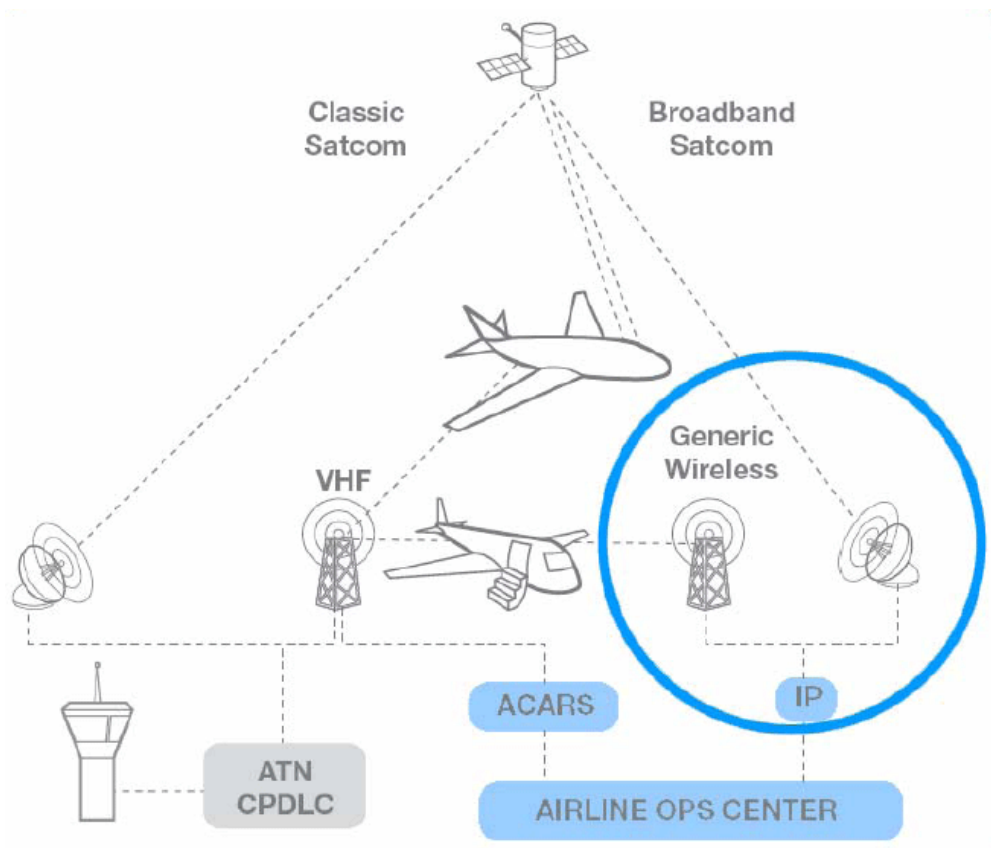 Classic
Satcom
Broadband
Satcom
Generic
Wireless
VHF
ACARS
IP
ATN
CPDLC
AIRLINE OPS CENTER